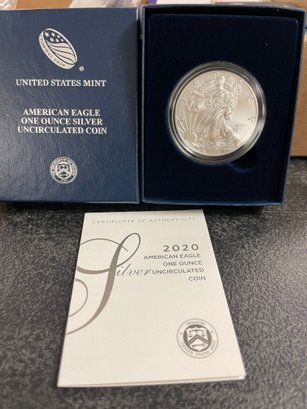 UNITED STATES MINT
AMERICAN EAGLE
ONE OUNCE SILVER
UNCIRCULATED COIN
CERTIFICATE OF AUTHENTICITY
2020
AMERICAN EAGLE
ONE OUNCE
Silver UNCIRCULATED
COIN